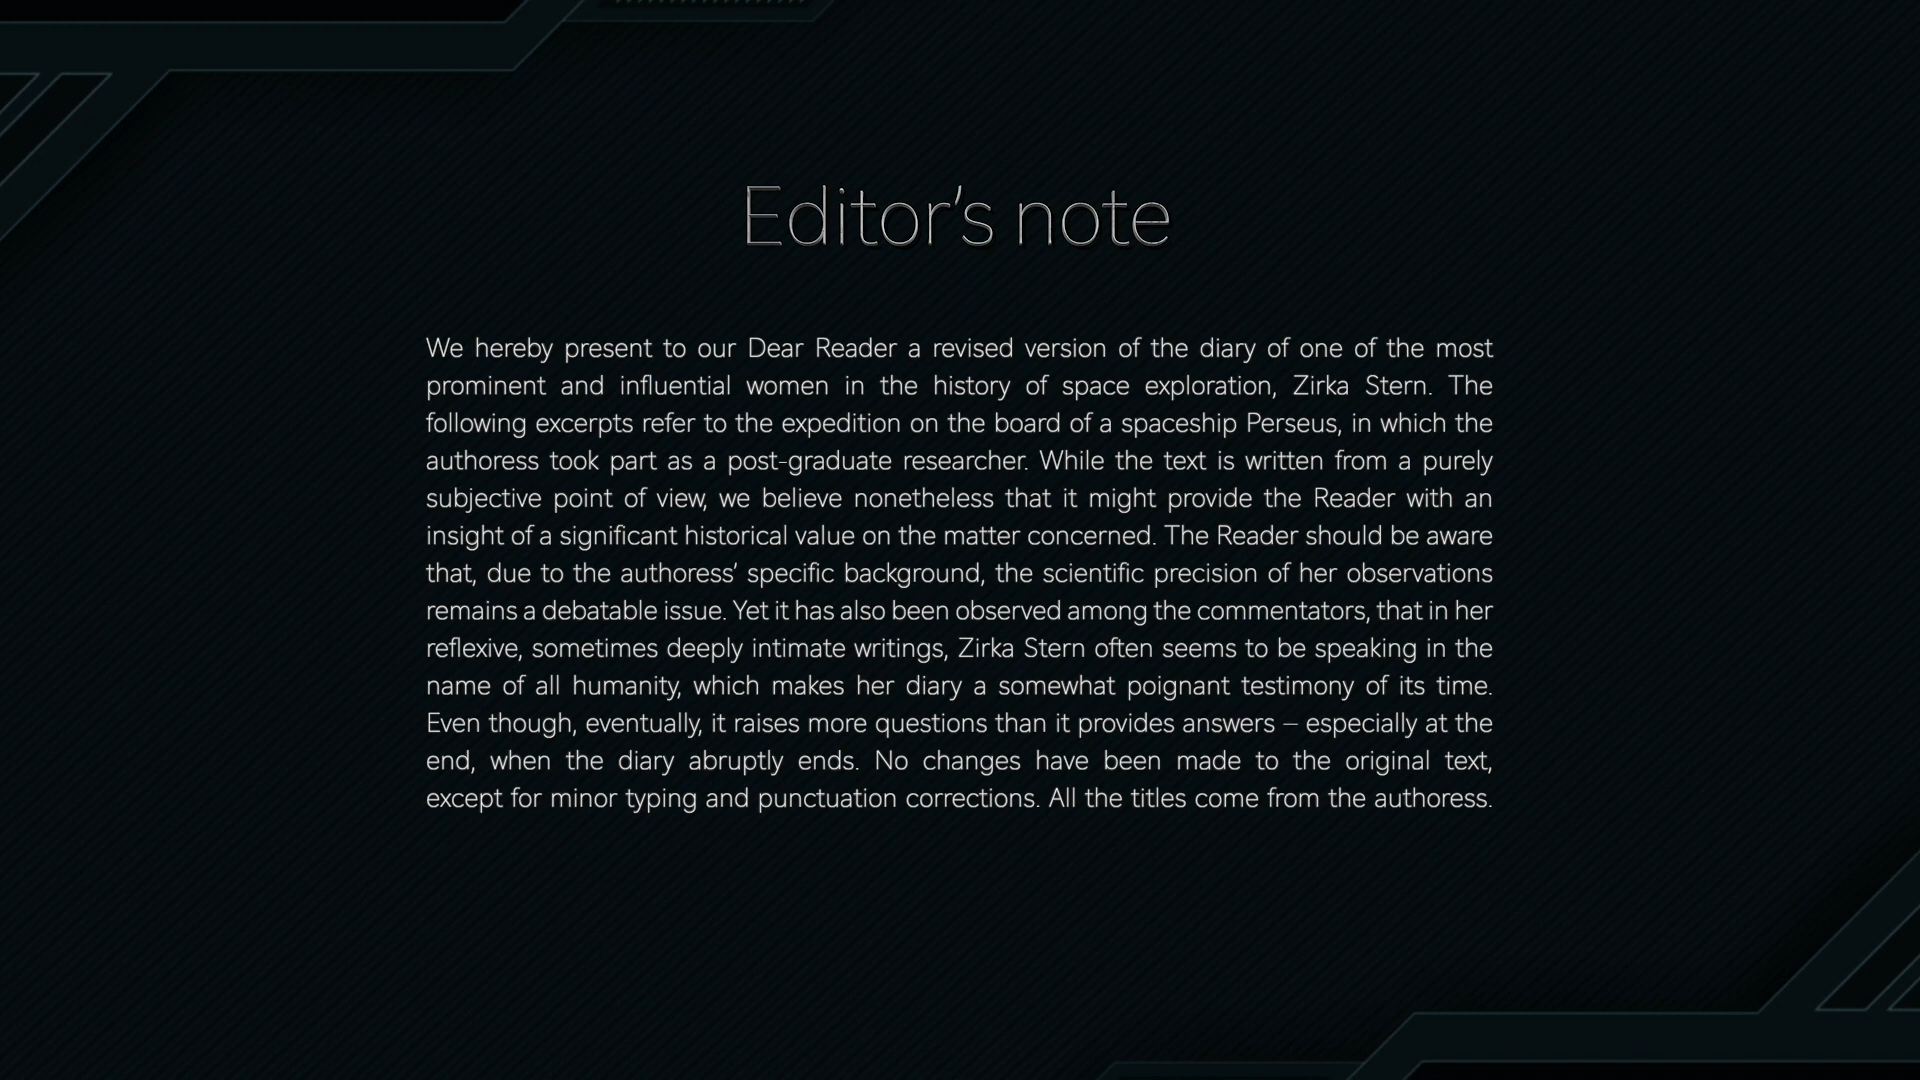 Editor's note
We hereby present to our Dear Reader a revised version of the diary of one of the most
prominent and influential women in the history of space exploration, Zirka Stern. The
following excerpts refer to the expedition on the board of a spaceship Perseus, in which the
authoress took part as a post-graduate researcher. While the text is written from a purely
subjective point of view, we believe nonetheless that it might provide the Reader with an
insight of a significant historical value on the matter concerned. The Reader should be aware
that, due to the authoress’ specific background, the scientific precision of her observations
remains a debatable issue. Yet it has also been observed among the commentators, that in her
reflexive, sometimes deeply intimate writings, Zirka Stern often seems to be speaking in the
name of all humanity, which makes her diary a somewhat poignant testimony of its time.
Even though, eventually, it raises more questions than it provides answers – especially at the
end, when the diary abruptly ends. No changes have been made to the original text,
except for minor typing and punctuation corrections. All the titles come from the authoress.